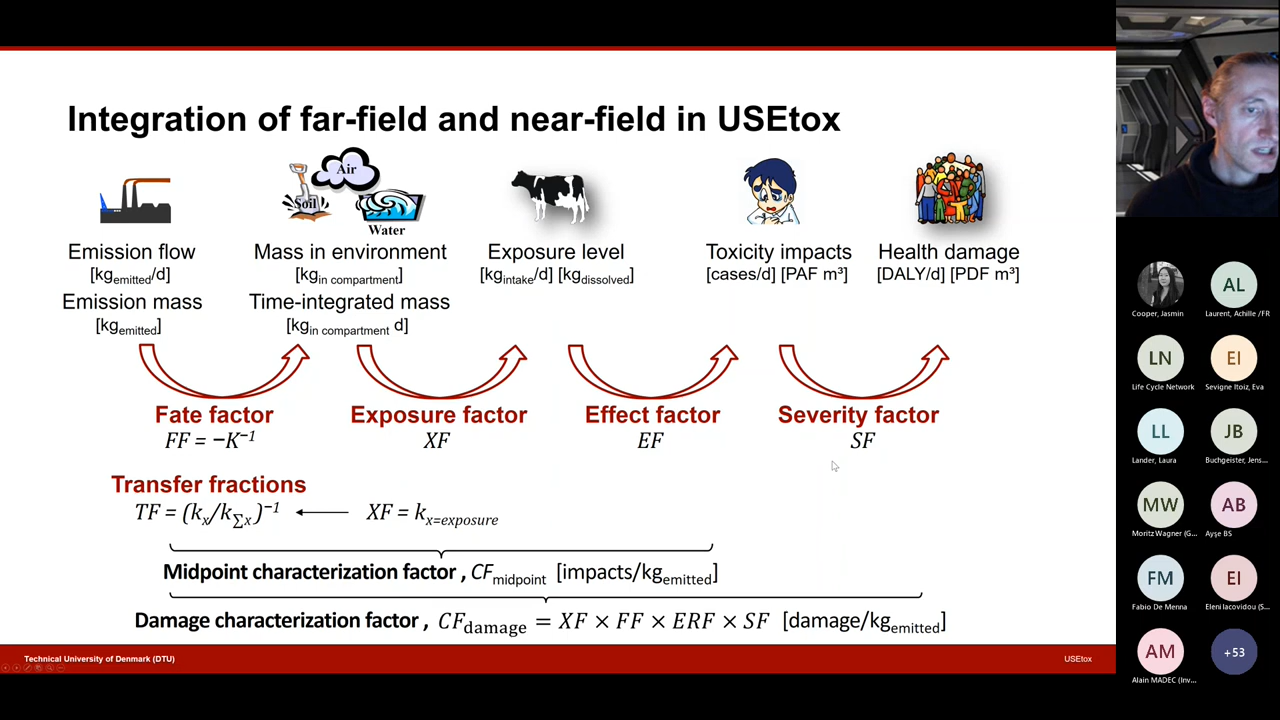 Integration of far-field and near-field in USEtox
Air
Soil
Water
Emission flow
[kg_emitted/d]
Emission mass
[kg_emitted]
Mass in environment
[kg_in compartment]
Time-integrated mass
[kg_in compartment d]
Exposure level
[kg_intake/d] [kg_dissolved]
Toxicity impacts
[cases/d] [PAF m³]
Health damage
[DALY/d] [PDF m³]
Fate factor
FF = −K⁻¹
Exposure factor
XF
Effect factor
EF
Severity factor
SF
Transfer fractions
TF = (k_x/k_∑x)⁻¹ ← XF = k_x=exposure
Midpoint characterization factor , CF_midpoint [impacts/kg_emitted]
Damage characterization factor , CF_damage = XF × FF × ERF × SF [damage/kg_emitted]
Technical University of Denmark (DTU)
USEtox
Cooper, Jasmin
AL
Laurent, Achille /FR
LN
Life Cycle Network
EI
Sevigne Itoiz, Eva
LL
Lander, Laura
JB
Buchgeister, Jens...
MW
Moritz Wagner (G...
AB
Ayşe BS
FM
Fabio De Menna
EI
Eleni Iacovidou (S...
AM
Alain MADEC (Inv...
+53